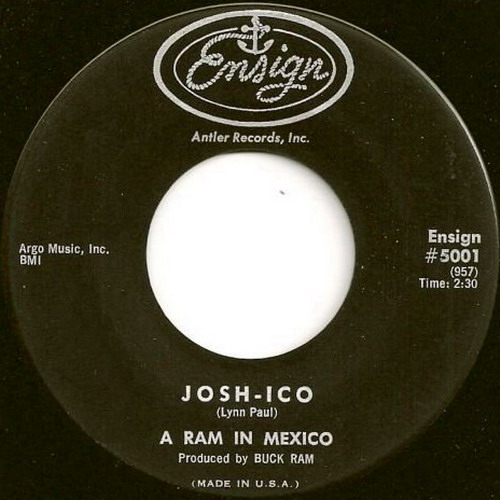 Ensign
Antler Records, Inc.
Argo Music, Inc.
BMI
Ensign
#5001
(957)
Time: 2:30
JOSH-ICO
(Lynn Paul)
A RAM IN MEXICO
Produced by BUCK RAM
(MADE IN U.S.A.)